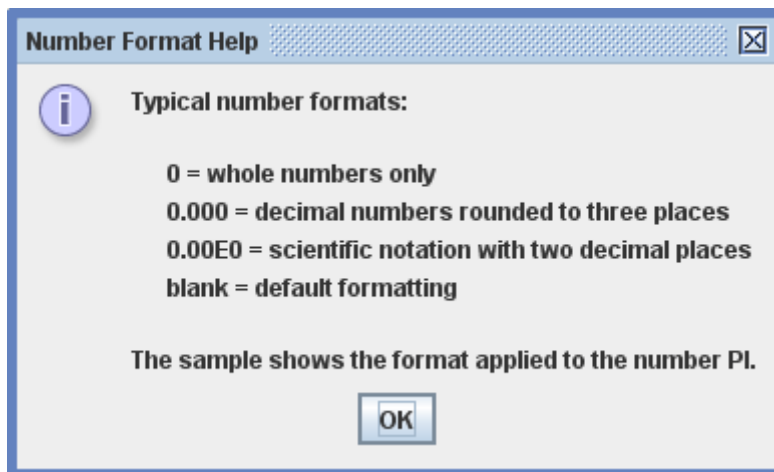 Number Format Help
Typical number formats:
0 = whole numbers only
0.000 = decimal numbers rounded to three places
0.00E0 = scientific notation with two decimal places
blank = default formatting
The sample shows the format applied to the number PI.
OK